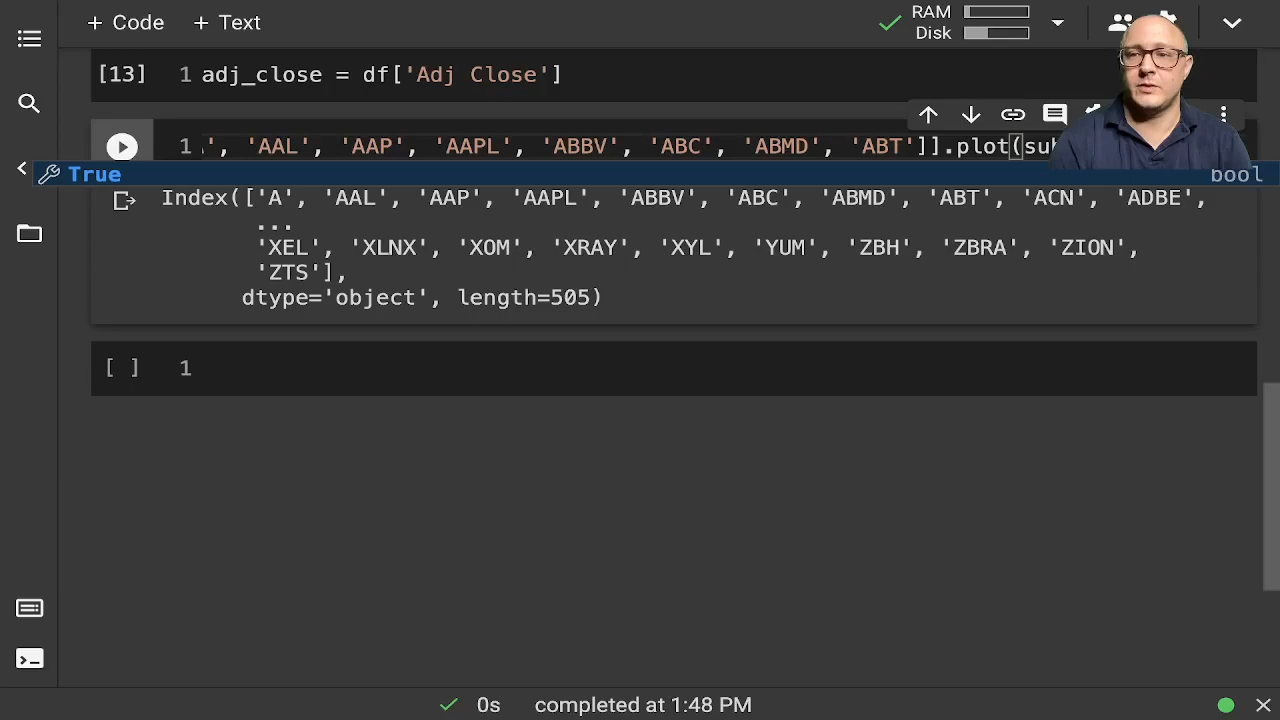 + Code + Text
RAM
Disk
[13] 1 adj_close = df['Adj Close']
1 ', 'AAL', 'AAP', 'AAPL', 'ABBV', 'ABC', 'ABMD', 'ABT']].plot(su
True bool
Index(['A', 'AAL', 'AAP', 'AAPL', 'ABBV', 'ABC', 'ABMD', 'ABT', 'ACN', 'ADBE',
...
'XEL', 'XLNX', 'XOM', 'XRAY', 'XYL', 'YUM', 'ZBH', 'ZBRA', 'ZION',
'ZTS'],
dtype='object', length=505)
[ ] 1
0s completed at 1:48 PM